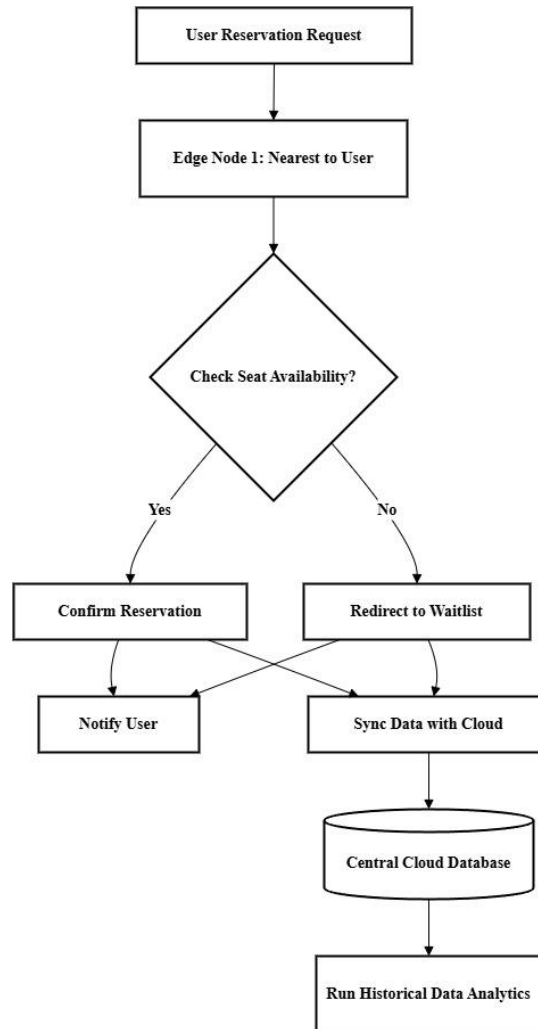 User Reservation Request
Edge Node 1: Nearest to User
Check Seat Availability?
Yes
No
Confirm Reservation
Redirect to Waitlist
Notify User
Sync Data with Cloud
Central Cloud Database
Run Historical Data Analytics